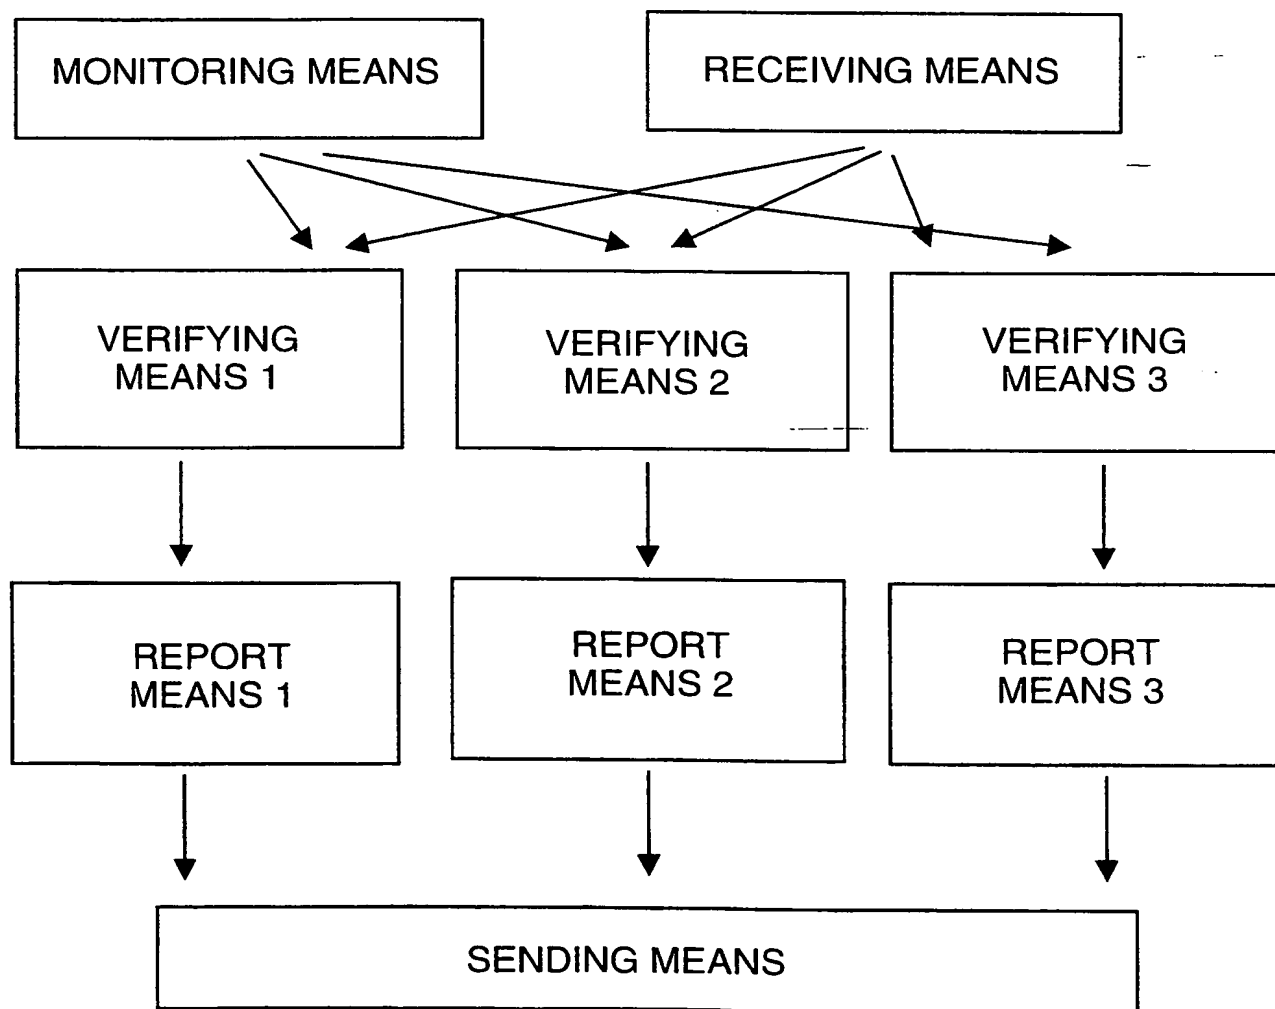 MONITORING MEANS
RECEIVING MEANS
VERIFYING
MEANS 1
VERIFYING
MEANS 2
VERIFYING
MEANS 3
REPORT
MEANS 1
REPORT
MEANS 2
REPORT
MEANS 3
SENDING MEANS